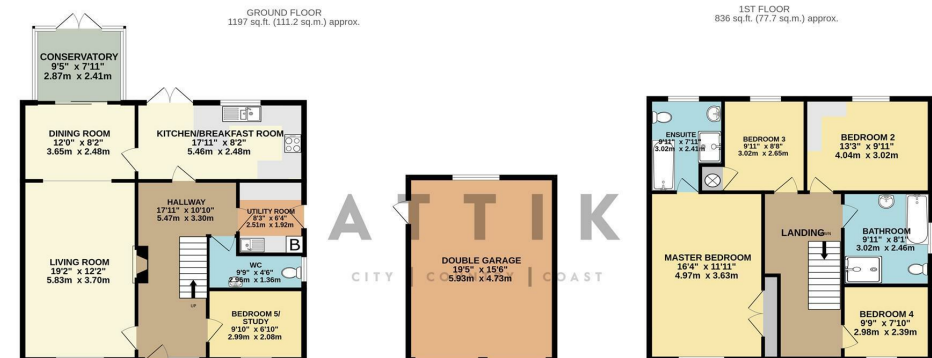 GROUND FLOOR
1197 sq.ft. (111.2 sq.m.) approx.
CONSERVATORY
9'5" x 7'11"
2.87m x 2.41m
DINING ROOM
12'0" x 8'2"
3.65m x 2.48m
KITCHEN/BREAKFAST ROOM
17'11" x 8'2"
5.46m x 2.48m
HALLWAY
17'11" x 10'10"
5.47m x 3.30m
UTILITY ROOM
8'3" x 6'4"
2.51m x 1.92m
B
LIVING ROOM
19'2" x 12'2"
5.83m x 3.70m
WC
9'9" x 4'6"
x 1.36m
UP
BEDROOM 5/
STUDY
9'10" x 6'10"
2.99m x 2.08m
ATTIK
CITY | COUNTRY | COAST
DOUBLE GARAGE
19'5" x 15'6"
5.93m x 4.73m
1ST FLOOR
836 sq.ft. (77.7 sq.m.) approx.
ENSUITE
9'11" x 7'11"
3.02m x 2.41m
BEDROOM 3
9'11" x 8'8"
3.02m x 2.65m
BEDROOM 2
13'3" x 9'11"
4.04m x 3.02m
LANDING
BATHROOM
9'11" x 8'1"
3.02m x 2.46m
MASTER BEDROOM
16'4" x 11'11"
4.97m x 3.63m
BEDROOM 4
9'9" x 7'10"
2.98m x 2.39m